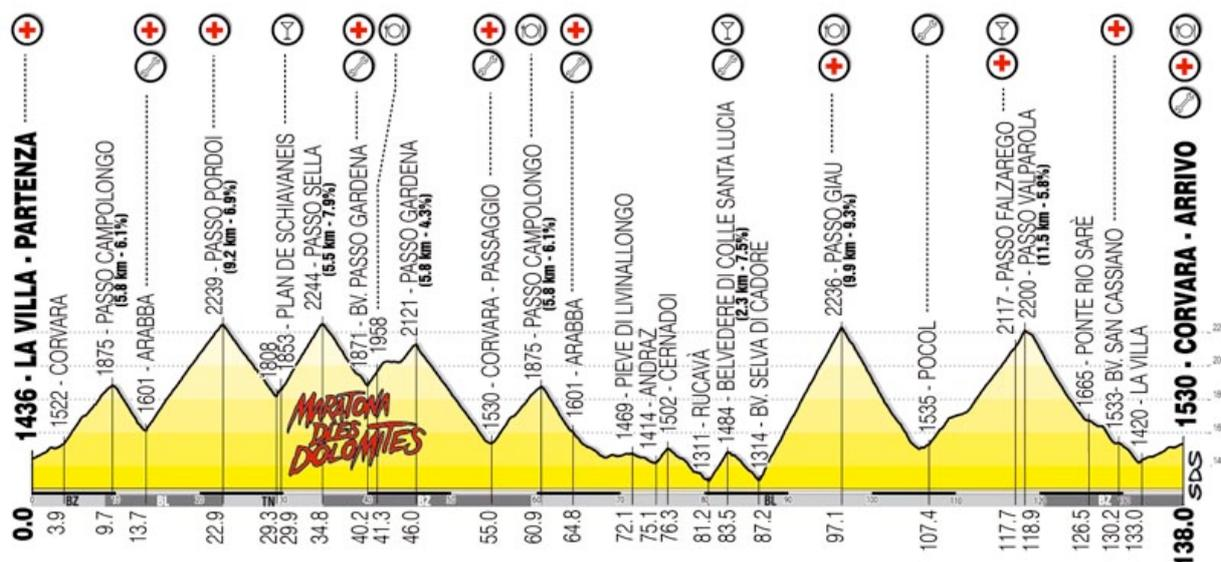 1436 - LA VILLA - PARTENZA
1522 - CORVARA
1875 - PASSO CAMPOLONGO
(5.8 km - 6.1%)
1601 - ARABBA
2239 - PASSO PORDOI
(9.2 km - 6.9%)
1808
1853 - PLAN DE SCHIAVANEIS
2244 - PASSO SELLA
(5.5 km - 7.9%)
1871 - BV. PASSO GARDENA
1958
2121 - PASSO GARDENA
(5.8 km - 4.3%)
1530 - CORVARA - PASSAGGIO
1875 - PASSO CAMPOLONGO
(5.8 km - 6.1%)
1601 - ARABBA
1469 - PIEVE DI LIVINALLONGO
1414 - ANDRAZ
1502 - CERNADOI
1311 - RUCAVÀ
1484 - BELVEDERE DI COLLE SANTA LUCIA
(2.3 km - 7.5%)
1314 - BV. SELVA DI CADORE
2236 - PASSO GIAU
(9.9 km - 9.3%)
1535 - POCOL
2117 - PASSO FALZAREGO
2200 - PASSO VALPAROLA
(11.5 km - 5.8%)
1665 - PONTE RIO SARÈ
1533 - BV. SAN CASSIANO
1420 - LA VILLA
1530 - CORVARA - ARRIVO
MARATONA
DLES
DOLOMITES
SDS
BZ BL TN BZ BL BZ
0.0 3.9 9.7 13.7 22.9 29.3 29.9 34.8 40.2 41.3 46.0 55.0 60.9 64.8 72.1 75.1 76.3 81.2 83.5 87.2 97.1 107.4 117.7 118.9 126.5 130.2 133.0 138.0